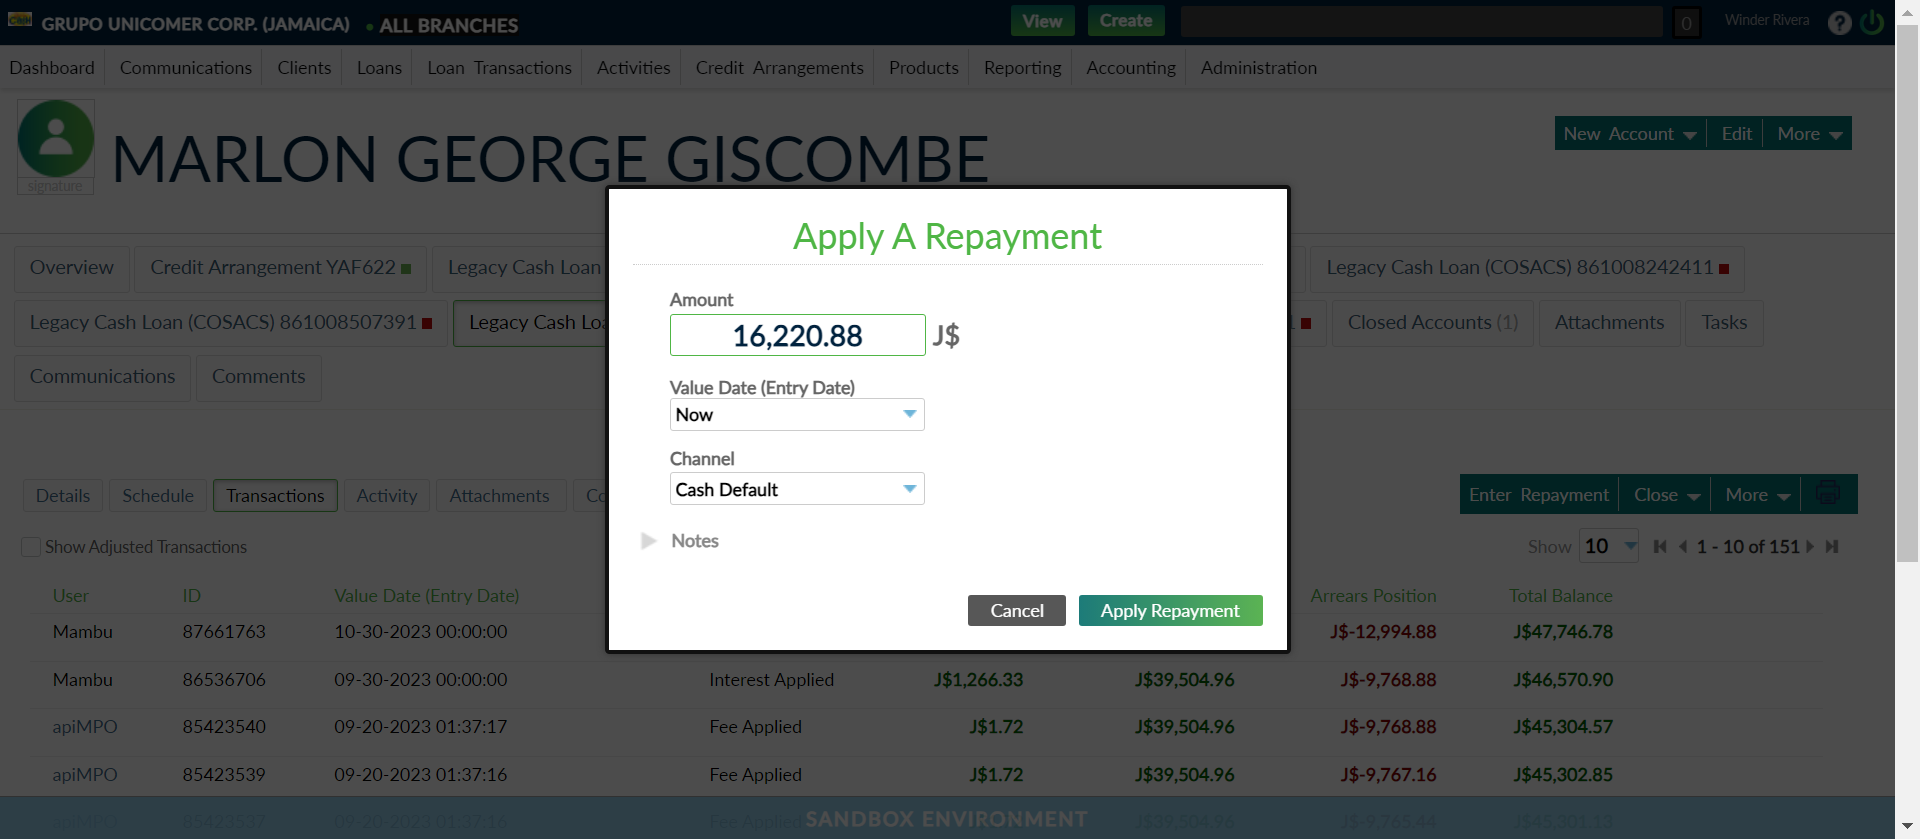 GRUPO UNICOMER CORP. (JAMAICA) • ALL BRANCHES View Create 0 Winder Rivera ?
Dashboard Communications Clients Loans Loan Transactions Activities Credit Arrangements Products Reporting Accounting Administration
signature
MARLON GEORGE GISCOMBE
New Account Edit More
Overview Credit Arrangement YAF622 Legacy Cash Loan Legacy Cash Loan (COSACS) 861008242411
Legacy Cash Loan (COSACS) 861008507391 Legacy Cash Closed Accounts (1) Attachments Tasks
Communications Comments
Apply A Repayment
Amount
16,220.88 J$
Value Date (Entry Date)
Now
Channel
Cash Default
Notes
Cancel Apply Repayment
Details Schedule Transactions Activity Attachments Enter Repayment Close More
Show Adjusted Transactions Show 10 1 - 10 of 151
User ID Value Date (Entry Date) Arrears Position Total Balance
Mambu 87661763 10-30-2023 00:00:00 J$-12,994.88 J$47,746.78
Mambu 86536706 09-30-2023 00:00:00 Interest Applied J$1,266.33 J$39,504.96 J$-9,768.88 J$46,570.90
apiMPO 85423540 09-20-2023 01:37:17 Fee Applied J$1.72 J$39,504.96 J$-9,768.88 J$45,304.57
apiMPO 85423539 09-20-2023 01:37:16 Fee Applied J$1.72 J$39,504.96 J$-9,767.16 J$45,302.85
apiMPO 85423537 09-20-2023 01:37:16 Fee Applied J$39,504.96 J$-9,765.44 J$45,301.13
SANDBOX ENVIRONMENT